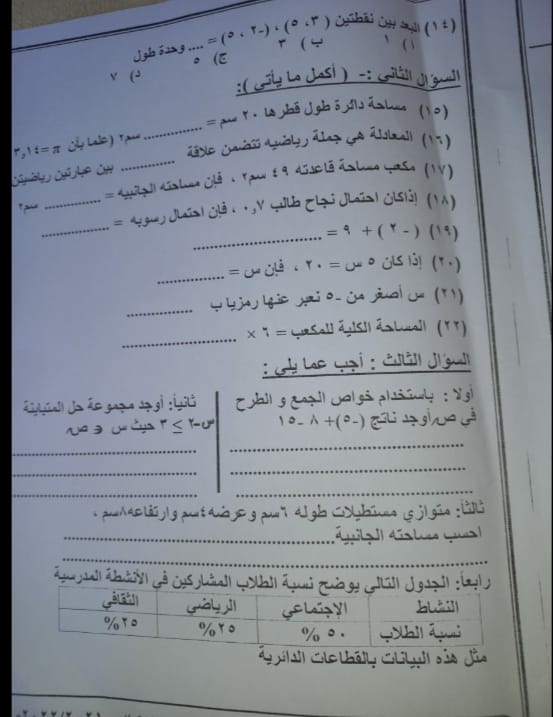 (١٤) البعد بين نقطتين (٣، ٥) ، (-٢، ٥) = .... وحدة طول
أ) ١ ب) ٣ ج) ٥ د) ٧
السؤال الثاني :- ( أكمل ما يأتي ):
(١٥) مساحة دائرة طول قطرها ٢٠ سم = .............. سم٢ (علما بأن π = ٣,١٤
(١٦) المعادلة هي جملة رياضيه تتضمن علاقة ............ بين عبارتين رياضيتن
(١٧) مكعب مساحة قاعدته ٤٩ سم٢ ، فإن مساحته الجانبيه = .............. سم٢
(١٨) إذاكان احتمال نجاح طالب ٠,٧ ، فإن احتمال رسوبه = ..............
(١٩) (-٢) + ٩ = ..............................
(٢٠) إذا كان ٥ س = ٢٠ ، فإن س = ..............
(٢١) س أصغر من -٥ نعبر عنها رمزيا ب ..............
(٢٢) المساحة الكلية للمكعب = ٦ × ..........................
السؤال الثالث : أجب عما يلي :
أولا : باستخدام خواص الجمع و الطرح
في ص أوجد ناتج (-٥)+ ٨ -١٥
ثانياً: أوجد مجموعة حل المتباينة
س-٢ ≥ ٣ حيث س ∈ ص
ثالثاً: متوازي مستطيلات طوله ٦سم وعرضه٤سم وارتفاعه٨سم ،
احسب مساحته الجانبية..............................
رابعاً: الجدول التالي يوضح نسبة الطلاب المشاركين في الأنشطة المدرسية
النشاط الإجتماعي الرياضي الثقافي
نسبة الطلاب ٥٠ % ٢٥% ٢٥%
مثل هذه البيانات بالقطاعات الدائرية